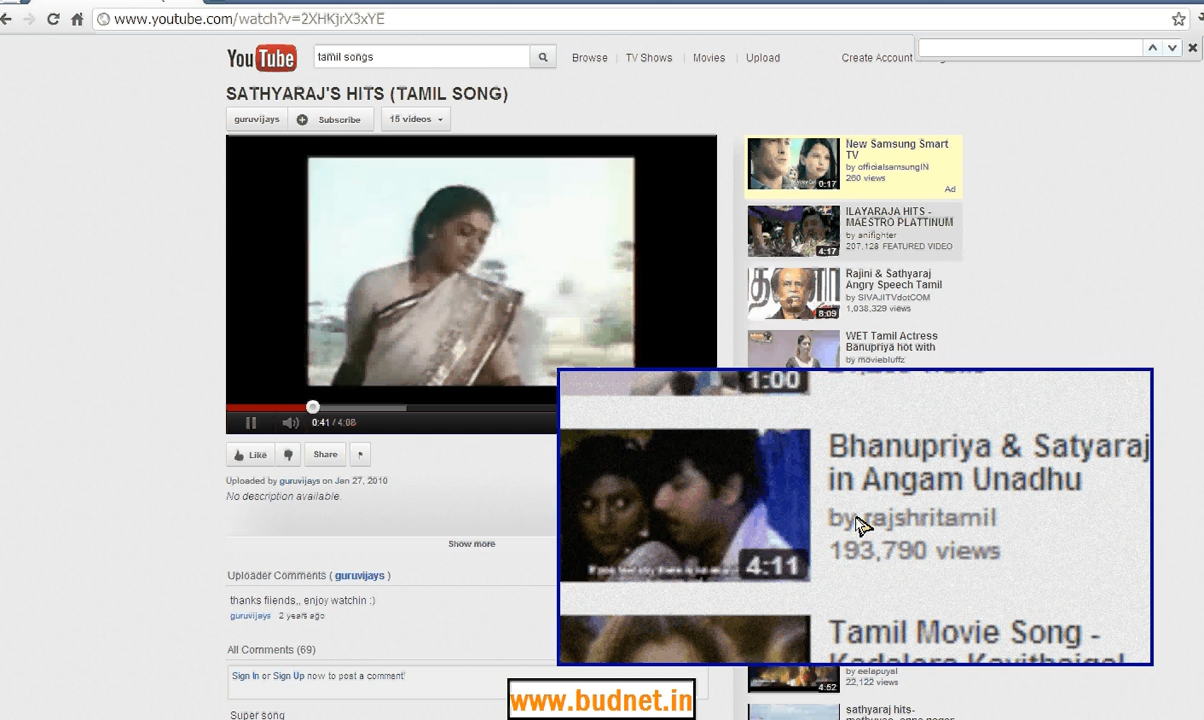 www.youtube.com/watch?v=2XHKjrX3xYE
YouTube
tamil songs
Browse
TV Shows
Movies
Upload
Create Account
SATHYARAJ'S HITS (TAMIL SONG)
guruvijays
Subscribe
15 videos
0:41 / 4:08
Like
Share
Uploaded by guruvijays on Jan 27, 2010
No description available.
Show more
Uploader Comments ( guruvijays )
thanks fiiends,, enjoy watchin :)
guruvijays 2 years ago
All Comments (69)
Sign In or Sign Up now to post a comment!
Super song
New Samsung Smart
TV
by officialsamsungIN
260 views
Ad
0:17
ILAYARAJA HITS -
MAESTRO PLATTINUM
by anifighter
207,128 FEATURED VIDEO
4:17
Rajini & Sathyaraj
Angry Speech Tamil
by SIVAJITVdotCOM
1,038,329 views
8:09
WET Tamil Actress
Banupriya hot with
by moviebluffz
1:00
Bhanupriya & Satyaraj
in Angam Unadhu
by rajshritamil
193,790 views
4:11
Tamil Movie Song -
by eelapuyal
22,122 views
4:52
sathyaraj hits-
www.budnet.in